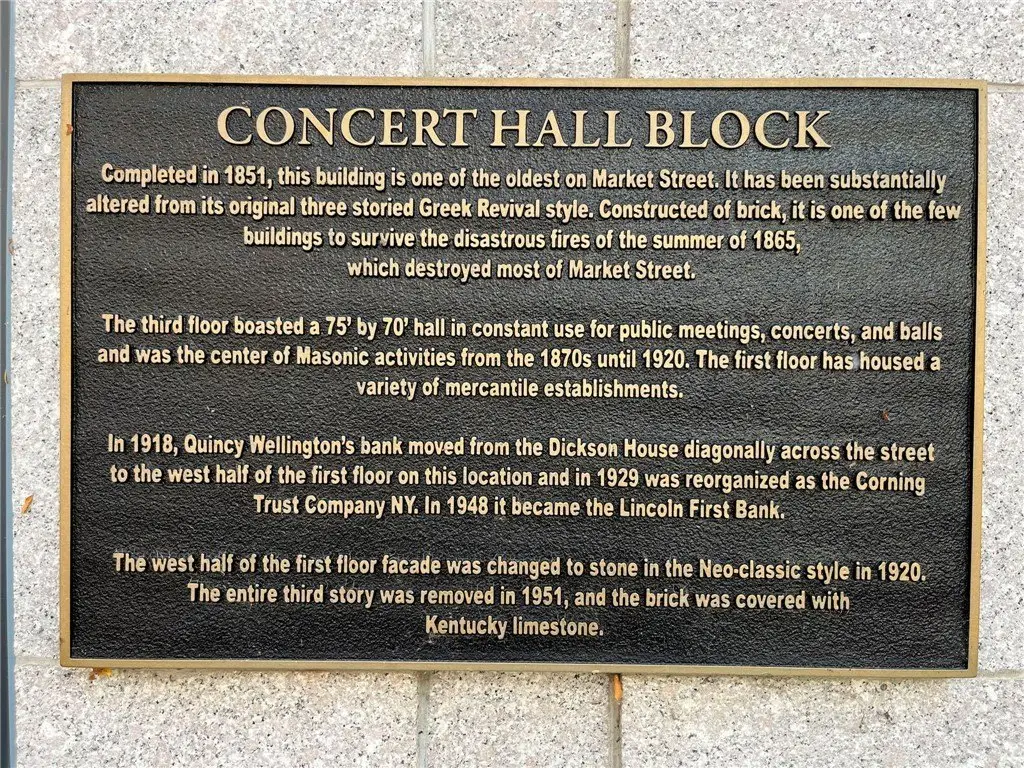 CONCERT HALL BLOCK
Completed in 1851, this building is one of the oldest on Market Street. It has been substantially
altered from its original three storied Greek Revival style. Constructed of brick, it is one of the few
buildings to survive the disastrous fires of the summer of 1865,
which destroyed most of Market Street.
The third floor boasted a 75' by 70' hall in constant use for public meetings, concerts, and balls
and was the center of Masonic activities from the 1870s until 1920. The first floor has housed a
variety of mercantile establishments.
In 1918, Quincy Wellington's bank moved from the Dickson House diagonally across the street
to the west half of the first floor on this location and in 1929 was reorganized as the Corning
Trust Company NY. In 1948 it became the Lincoln First Bank.
The west half of the first floor facade was changed to stone in the Neo-classic style in 1920.
The entire third story was removed in 1951, and the brick was covered with
Kentucky limestone.